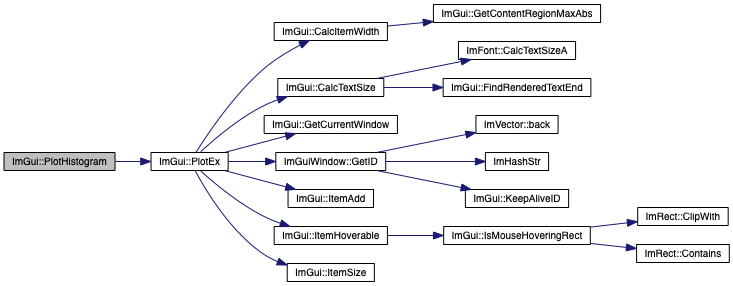 ImGui::PlotHistogram
ImGui::PlotEx
ImGui::CalcItemWidth
ImGui::GetContentRegionMaxAbs
ImGui::CalcTextSize
ImFont::CalcTextSizeA
ImGui::FindRenderedTextEnd
ImGui::GetCurrentWindow
ImGuiWindow::GetID
ImVector::back
ImHashStr
ImGui::KeepAliveID
ImGui::ItemAdd
ImGui::ItemHoverable
ImGui::IsMouseHoveringRect
ImRect::ClipWith
ImRect::Contains
ImGui::ItemSize